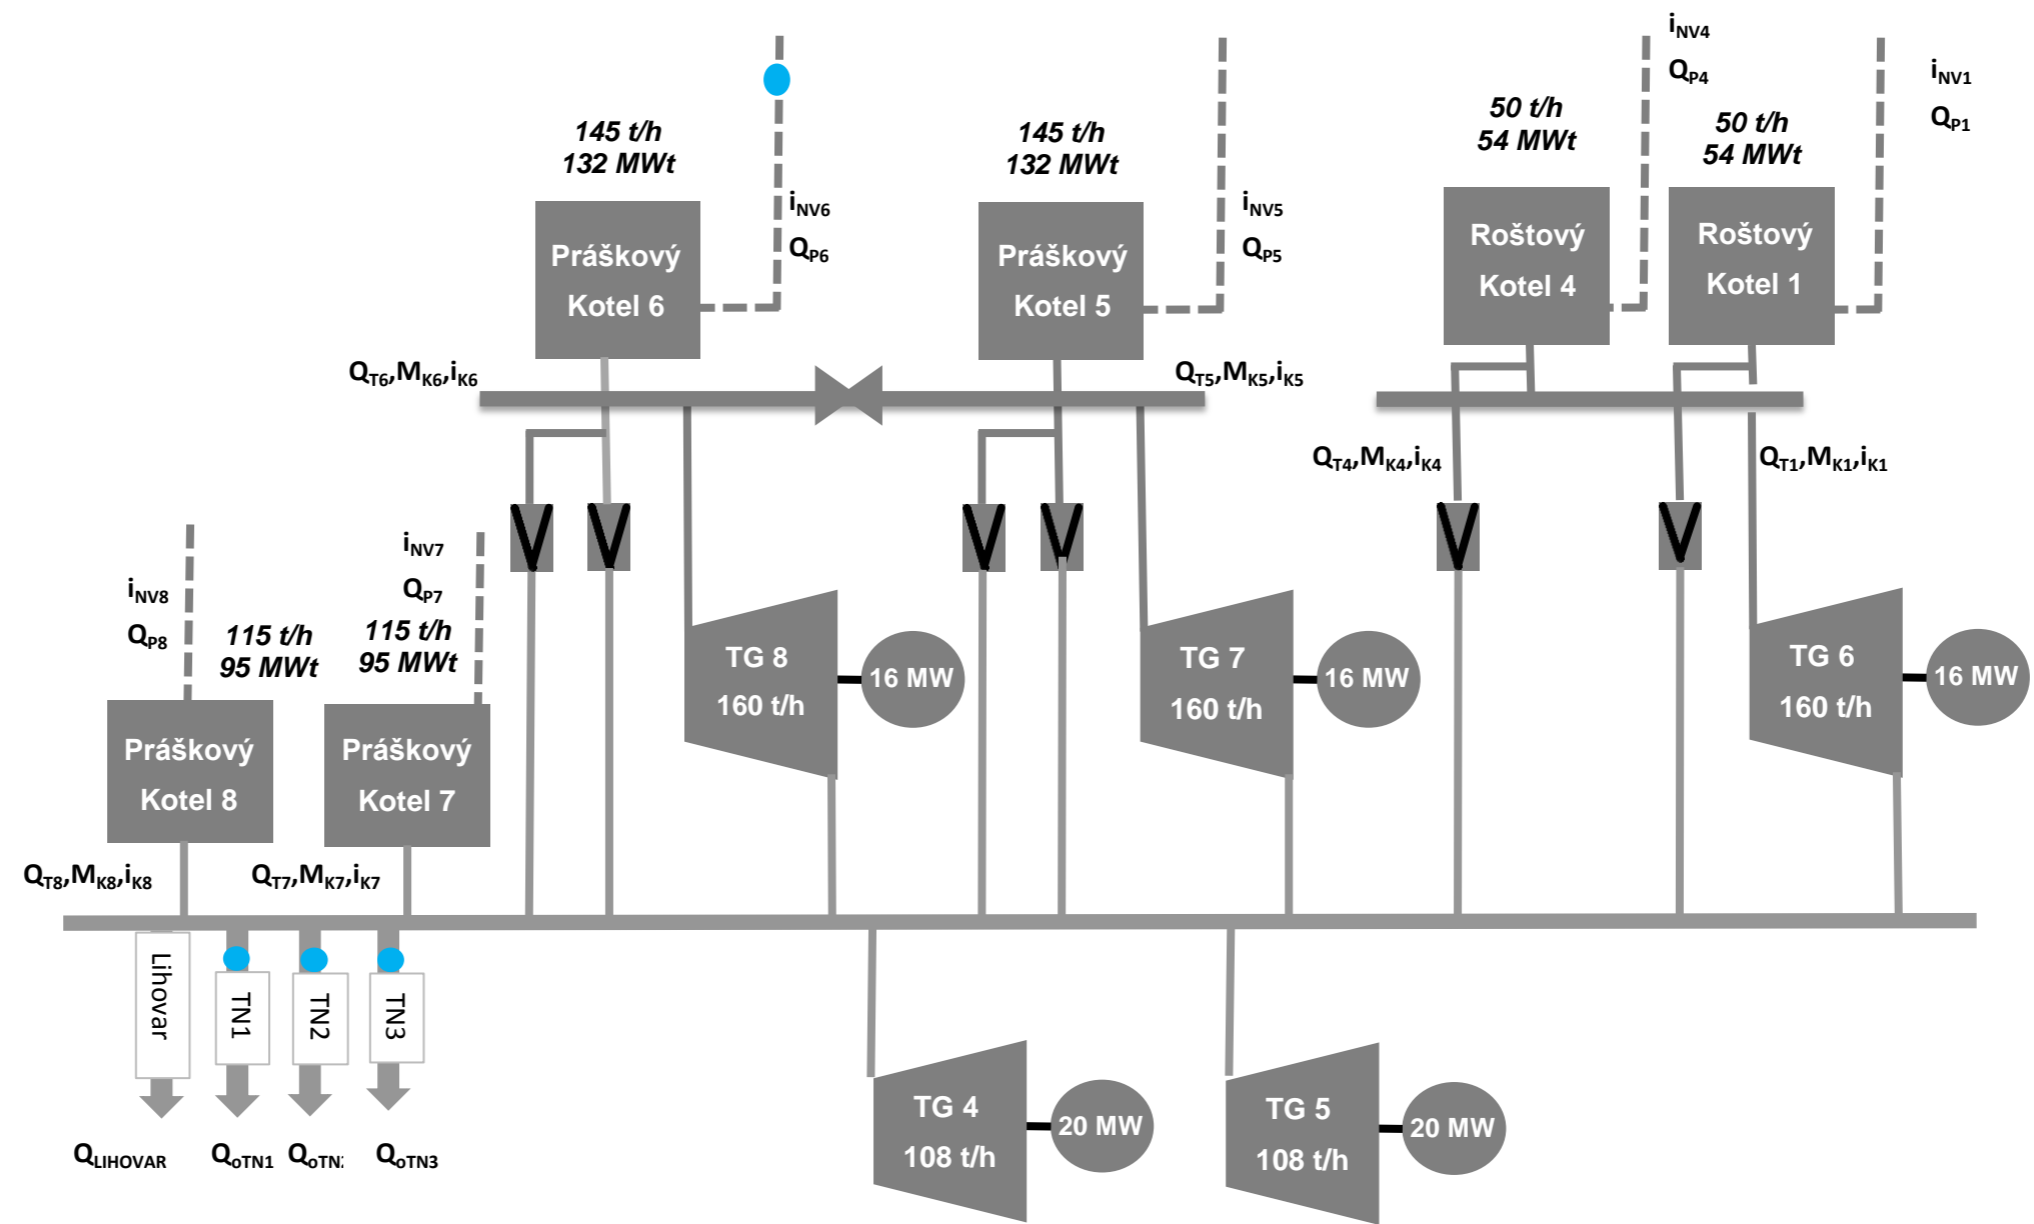 iNV4
QP4
iNV1
QP1
145 t/h
132 MWt
145 t/h
132 MWt
50 t/h
54 MWt
50 t/h
54 MWt
iNV6
QP6
iNV5
QP5
Práškový
Kotel 6
Práškový
Kotel 5
Roštový
Kotel 4
Roštový
Kotel 1
QT6,MK6,iK6
QT5,MK5,iK5
QT4,MK4,iK4
QT1,MK1,iK1
iNV8
QP8
115 t/h
95 MWt
iNV7
QP7
115 t/h
95 MWt
TG 8
160 t/h
16 MW
TG 7
160 t/h
16 MW
TG 6
160 t/h
16 MW
Práškový
Kotel 8
Práškový
Kotel 7
QT8,MK8,iK8
QT7,MK7,iK7
Lihovar
TN1
TN2
TN3
QLIHOVAR
QoTN1
QoTN2
QoTN3
TG 4
108 t/h
20 MW
TG 5
108 t/h
20 MW